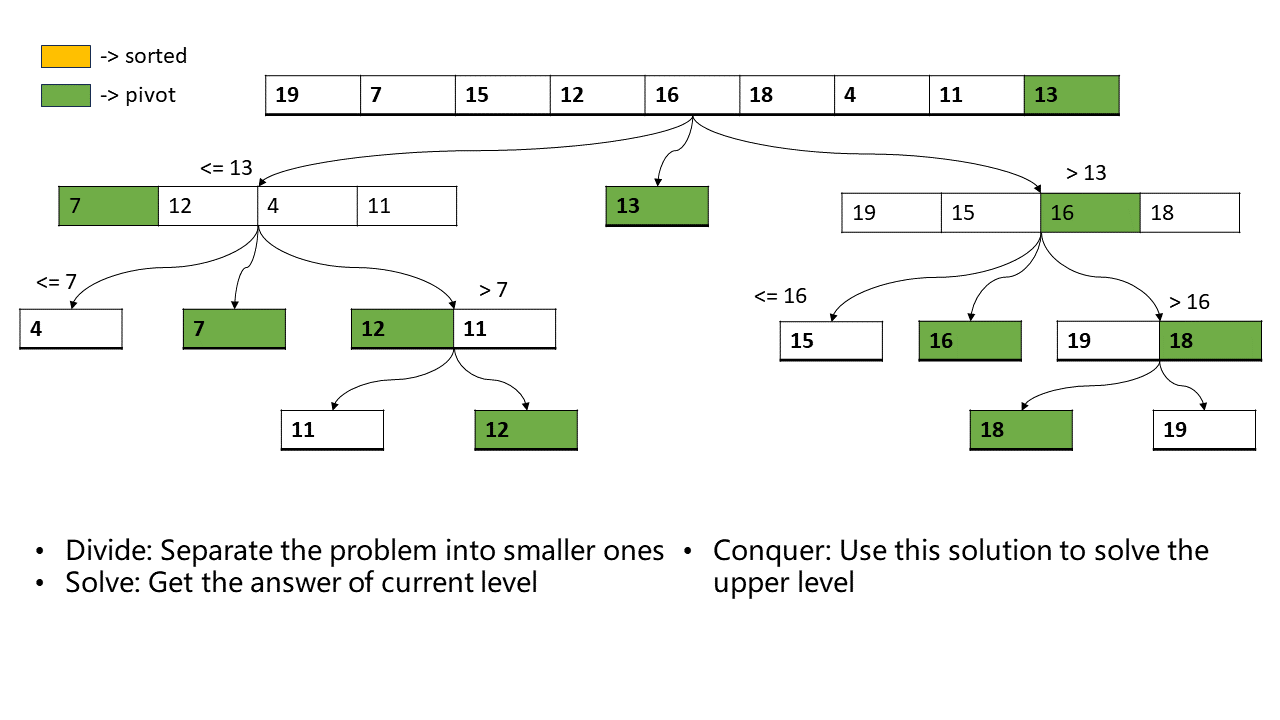 -> sorted
-> pivot
19 7 15 12 16 18 4 11 13
<= 13
> 13
7 12 4 11
13
19 15 16 18
<= 7
> 7
<= 16
> 16
4
7
12 11
15
16
19 18
11
12
18
19
• Divide: Separate the problem into smaller ones
• Solve: Get the answer of current level
• Conquer: Use this solution to solve the
upper level